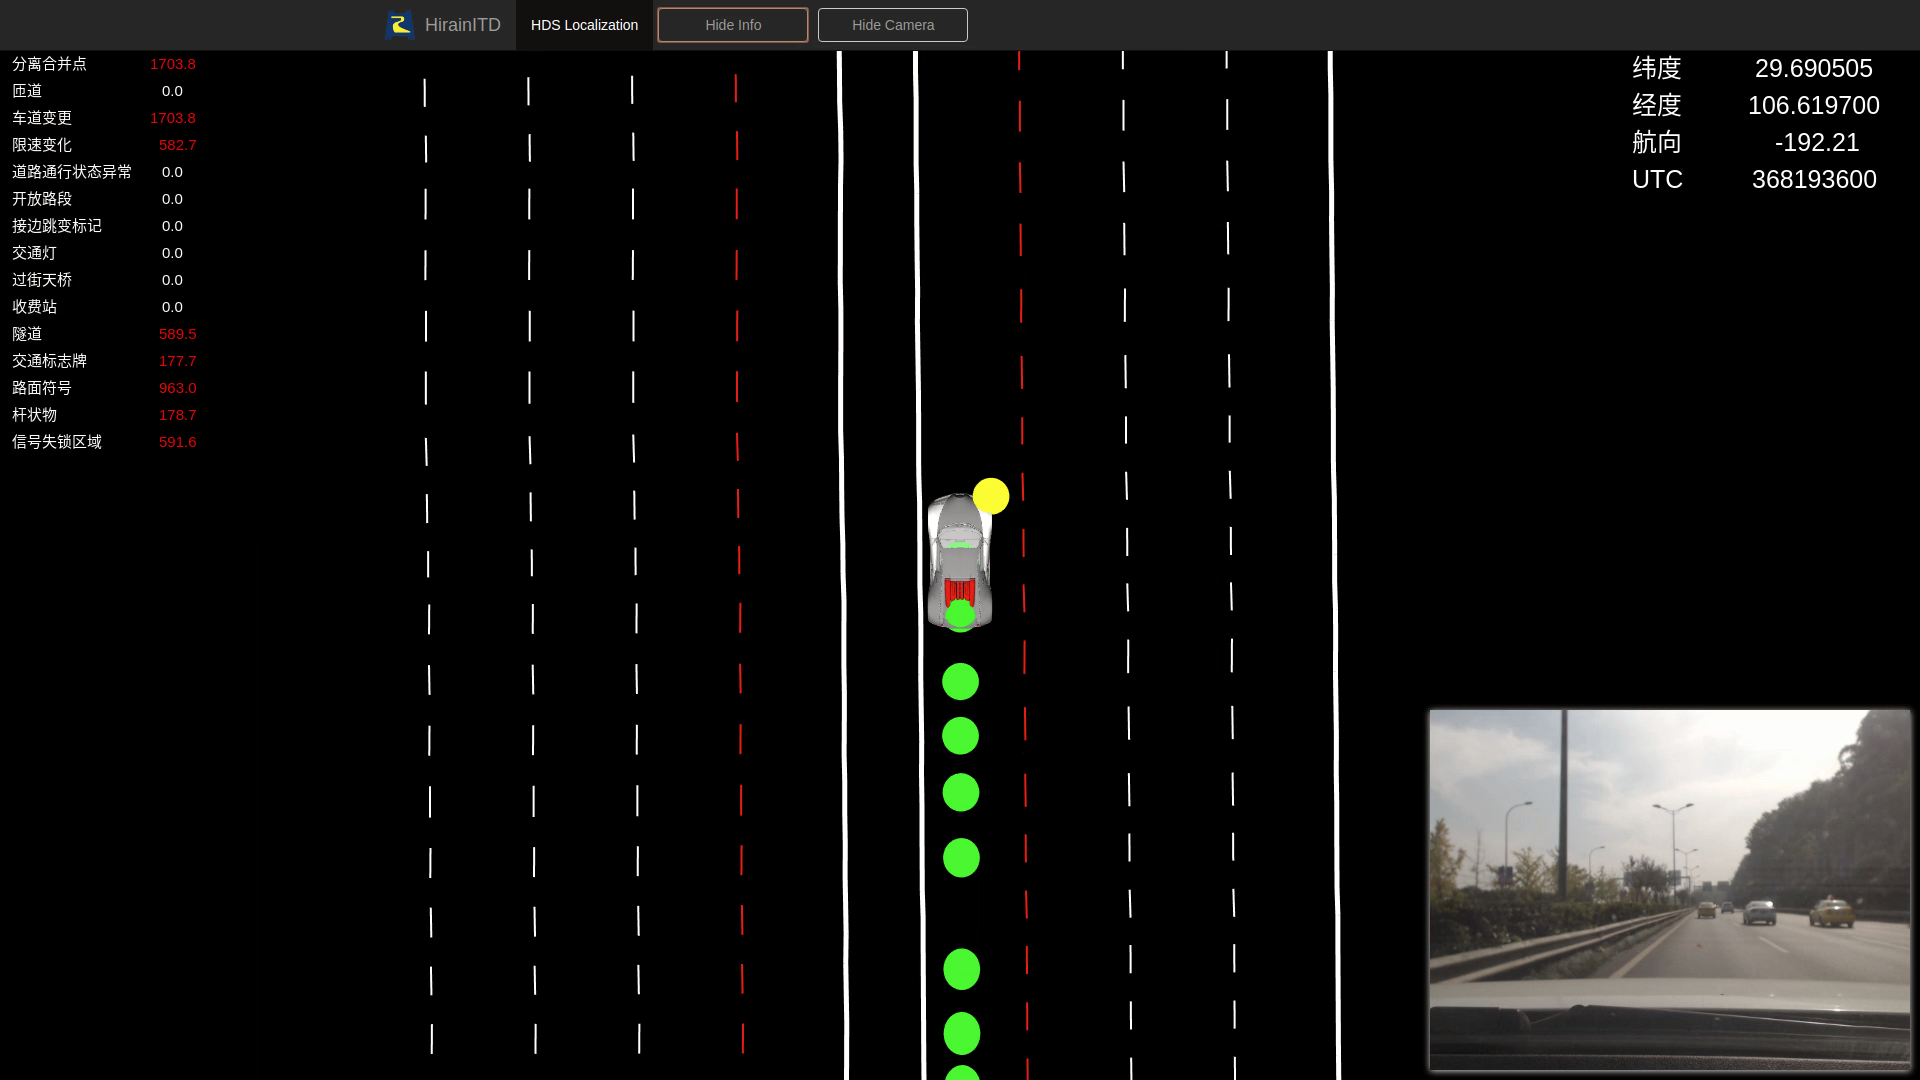 HirainITD HDS Localization Hide Info Hide Camera
分离合并点 1703.8
匝道 0.0
车道变更 1703.8
限速变化 582.7
道路通行状态异常 0.0
开放路段 0.0
接边跳变标记 0.0
交通灯 0.0
过街天桥 0.0
收费站 0.0
隧道 589.5
交通标志牌 177.7
路面符号 963.0
杆状物 178.7
信号失锁区域 591.6
纬度 29.690505
经度 106.619700
航向 -192.21
UTC 368193600